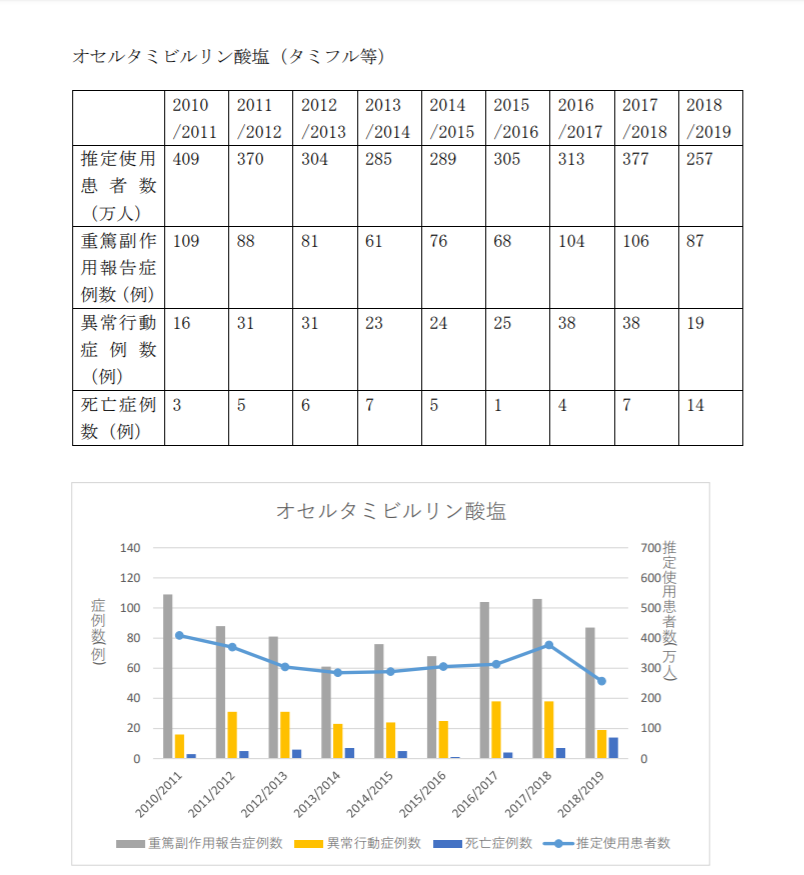 オセルタミビルリン酸塩（タミフル等）
2010 2011 2012 2013 2014 2015 2016 2017 2018
/2011 /2012 /2013 /2014 /2015 /2016 /2017 /2018 /2019
推定使用 409 370 304 285 289 305 313 377 257
患者数
（万人）
重篤副作 109 88 81 61 76 68 104 106 87
用報告症
例数（例）
異常行動 16 31 31 23 24 25 38 38 19
症例数
（例）
死亡症例 3 5 6 7 5 1 4 7 14
数（例）
オセルタミビルリン酸塩
症例数(例)
140
120
100
80
60
40
20
0
700
600
500
400
300
200
100
0
推定使用患者数(万人)
2010/2011
2011/2012
2012/2013
2013/2014
2014/2015
2015/2016
2016/2017
2017/2018
2018/2019
重篤副作用報告症例数 異常行動症例数 死亡症例数 推定使用患者数